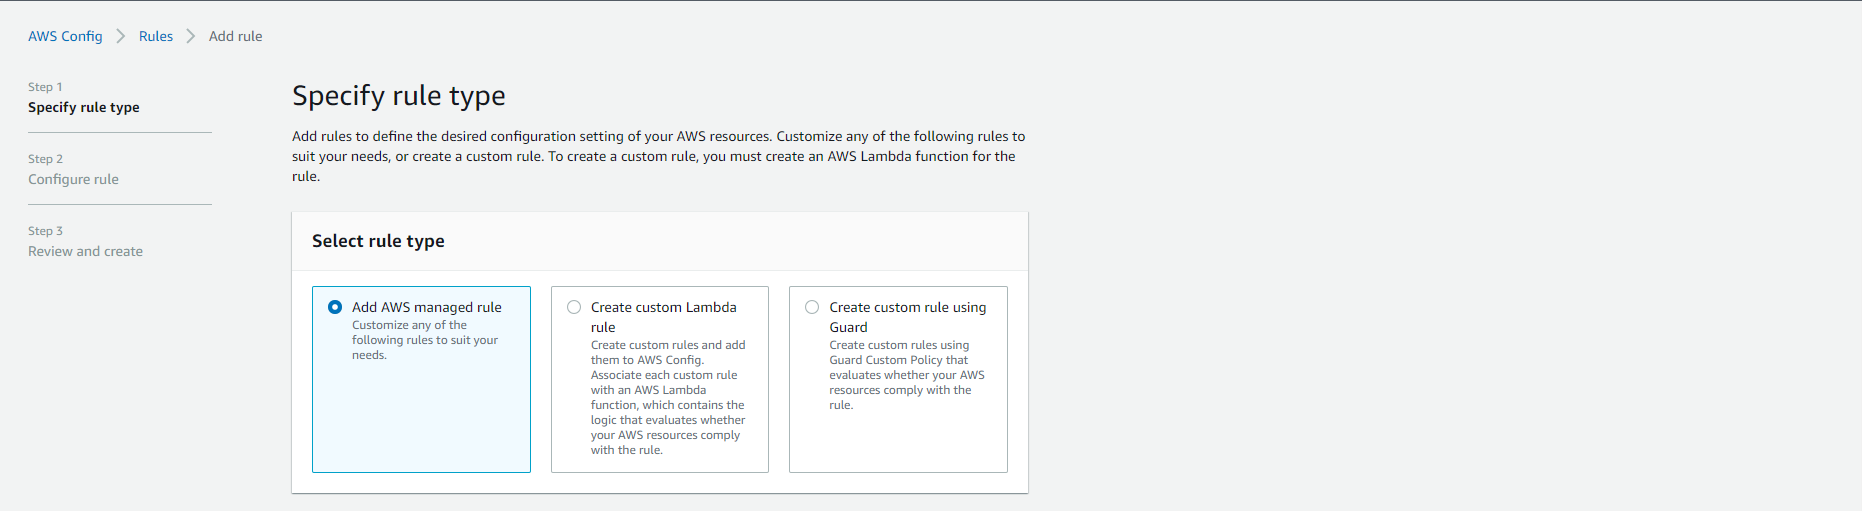 AWS Config > Rules > Add rule
Step 1
Specify rule type
Step 2
Configure rule
Step 3
Review and create
Specify rule type
Add rules to define the desired configuration setting of your AWS resources. Customize any of the following rules to
suit your needs, or create a custom rule. To create a custom rule, you must create an AWS Lambda function for the
rule.
Select rule type
Add AWS managed rule
Customize any of the
following rules to suit your
needs.
Create custom Lambda
rule
Create custom rules and add
them to AWS Config.
Associate each custom rule
with an AWS Lambda
function, which contains the
logic that evaluates whether
your AWS resources comply
with the rule.
Create custom rule using
Guard
Create custom rules using
Guard Custom Policy that
evaluates whether your AWS
resources comply with the
rule.